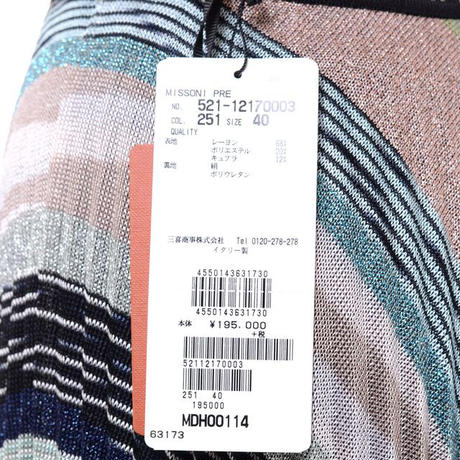 MISSONI PRE
NO. 521-12170003
COL. 251 SIZE 40
QUALITY
表地 レーヨン 68%
ポリエステル 20%
キュプラ 12%
裏地 絹
ポリウレタン
三喜商事株式会社 Tel 0120-278-278
イタリー製
4550143631730
4550143631730
本体 ¥195.000
+税
52112170003
251 40
195000
MDH00114
63173